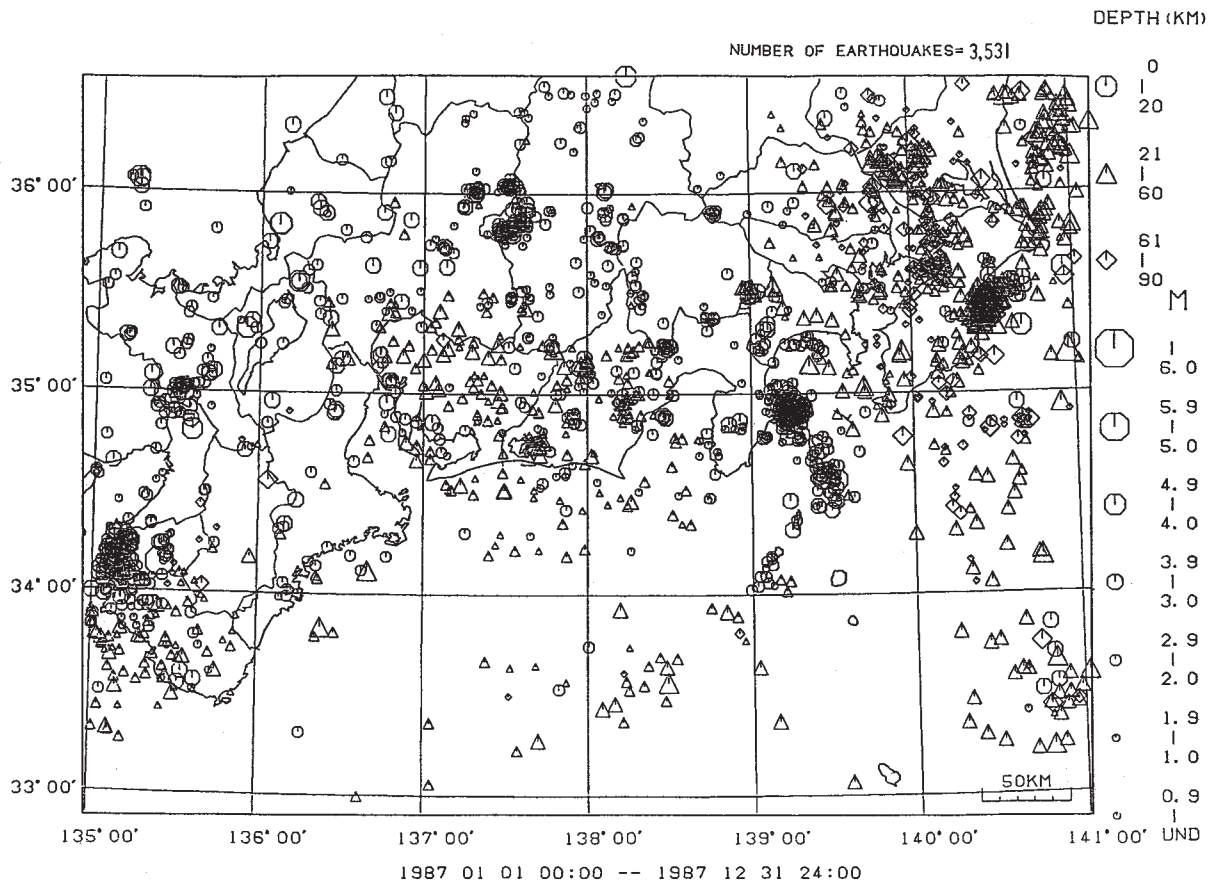 DEPTH (KM)
NUMBER OF EARTHQUAKES= 3,531
0
I
20
21
I
60
61
I
90
M
I
6. 0
5. 9
I
5. 0
4. 9
I
4. 0
3. 9
I
3. 0
2. 9
I
2. 0
1. 9
I
1. 0
0. 9
I
UND
36° 00'
35° 00'
34° 00'
33° 00'
50KM
135° 00' 136° 00' 137° 00' 138° 00' 139° 00' 140° 00' 141° 00'
1987 01 01 00:00 -- 1987 12 31 24:00